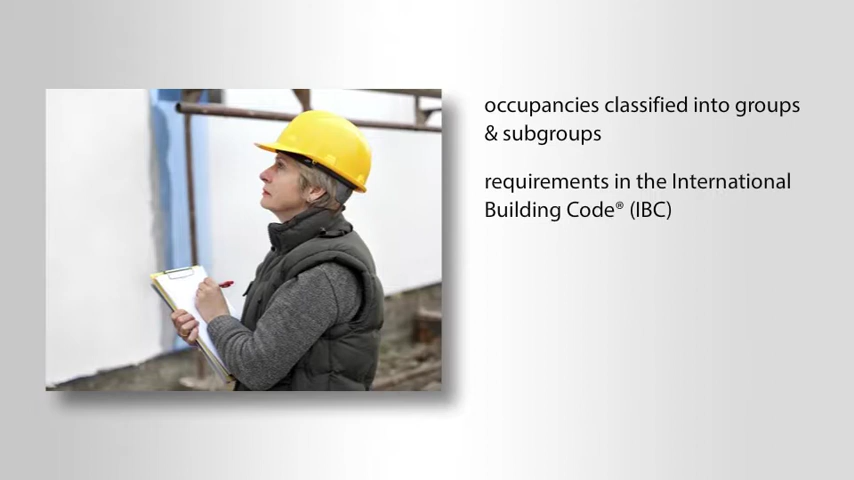 occupancies classified into groups
& subgroups
requirements in the International
Building Code® (IBC)